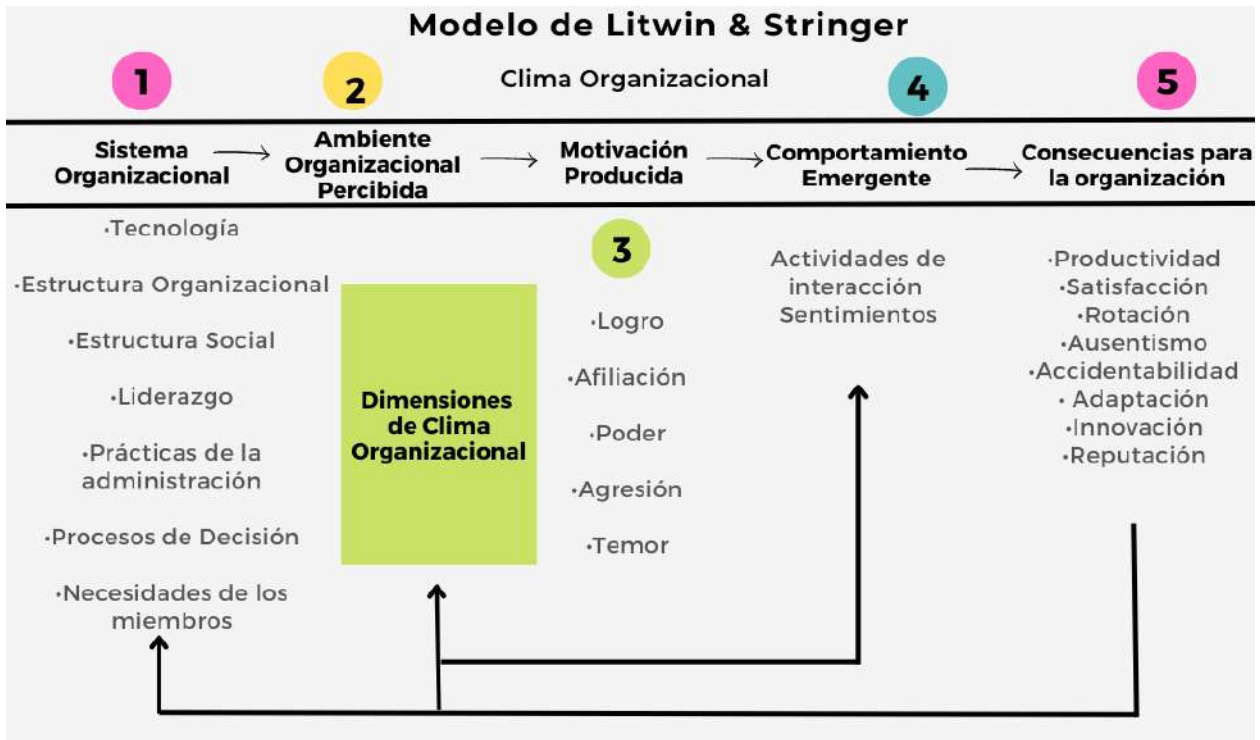 Modelo de Litwin & Stringer
Clima Organizacional
1
2
4
5
Sistema
Organizacional
Ambiente
Organizacional
Percibida
Motivación
Producida
Comportamiento
Emergente
Consecuencias para
la organización
•Tecnología
•Estructura Organizacional
•Estructura Social
•Liderazgo
•Prácticas de la
administración
•Procesos de Decisión
•Necesidades de los
miembros
Dimensiones
de Clima
Organizacional
3
•Logro
•Afiliación
•Poder
•Agresión
•Temor
Actividades de
interacción
Sentimientos
•Productividad
•Satisfacción
•Rotación
•Ausentismo
•Accidentabilidad
• Adaptación
•Innovación
•Reputación